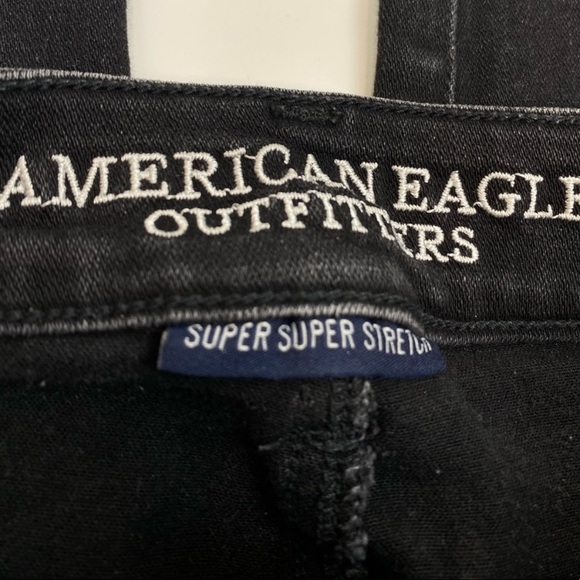 AMERICAN EAGLE
OUTFITTERS
SUPER SUPER STRETCH